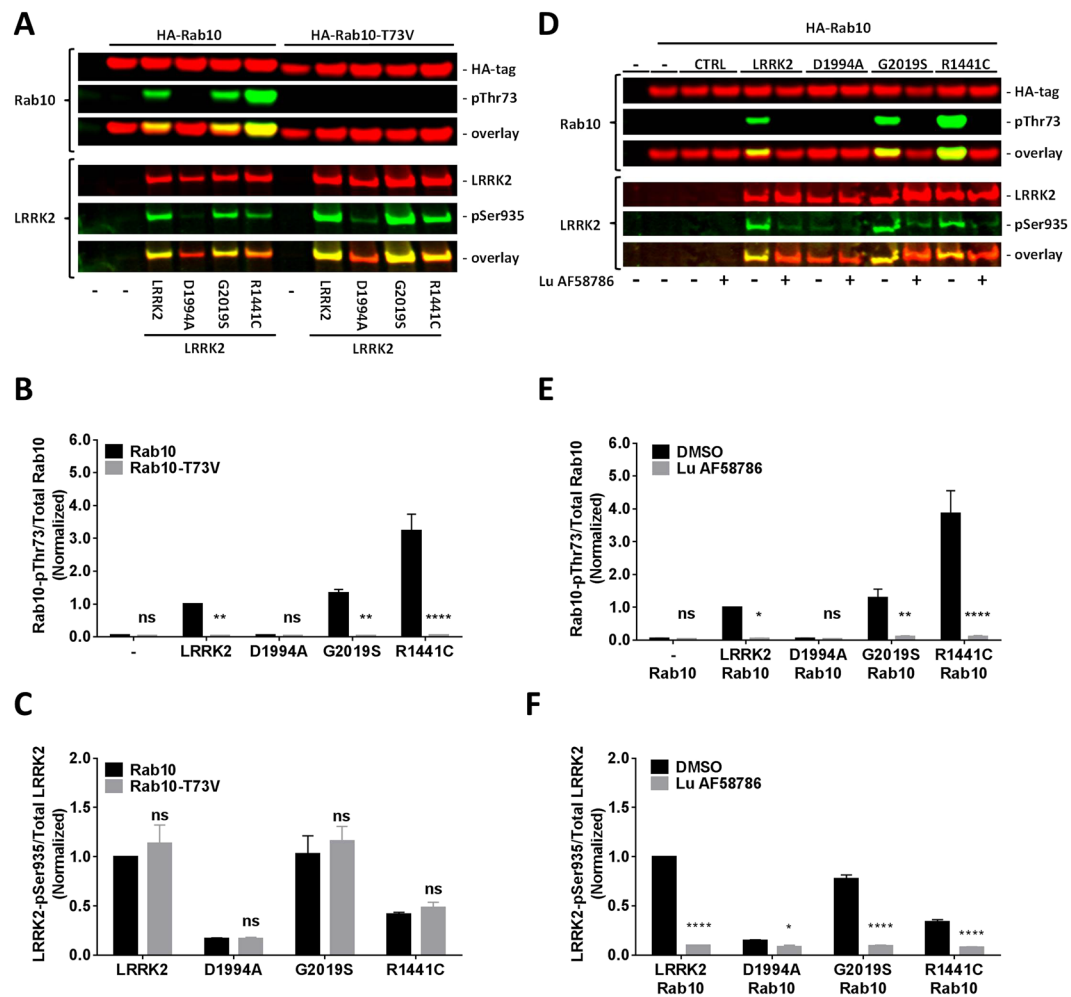 A
HA-Rab10 HA-Rab10-T73V
Rab10
- HA-tag
- pThr73
- overlay
LRRK2
- LRRK2
- pSer935
- overlay
- - LRRK2 D1994A G2019S R1441C - LRRK2 D1994A G2019S R1441C
LRRK2 LRRK2
D
HA-Rab10
- - CTRL LRRK2 D1994A G2019S R1441C
Rab10
- HA-tag
- pThr73
- overlay
LRRK2
- LRRK2
- pSer935
- overlay
Lu AF58786 - - - + - + - + - + - +
B
Rab10-pThr73/Total Rab10
(Normalized)
6.0
5.0
4.0
3.0
2.0
1.0
0.0
Rab10
Rab10-T73V
ns ** ns ** ****
- LRRK2 D1994A G2019S R1441C
E
Rab10-pThr73/Total Rab10
(Normalized)
6.0
5.0
4.0
3.0
2.0
1.0
0.0
DMSO
Lu AF58786
ns * ns ** ****
- LRRK2 D1994A G2019S R1441C
Rab10 Rab10 Rab10 Rab10 Rab10
C
LRRK2-pSer935/Total LRRK2
(Normalized)
2.0
1.5
1.0
0.5
0.0
Rab10
Rab10-T73V
ns ns ns ns
LRRK2 D1994A G2019S R1441C
F
LRRK2-pSer935/Total LRRK2
(Normalized)
2.0
1.5
1.0
0.5
0.0
DMSO
Lu AF58786
**** * **** ****
LRRK2 D1994A G2019S R1441C
Rab10 Rab10 Rab10 Rab10